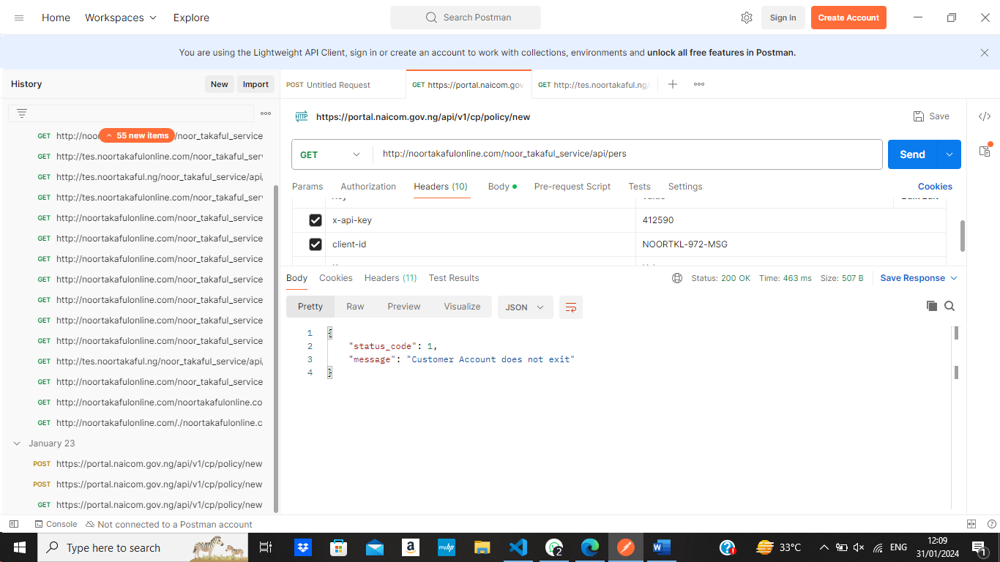 Home Workspaces Explore Search Postman Sign In Create Account
You are using the Lightweight API Client, sign in or create an account to work with collections, environments and unlock all free features in Postman.
History New Import
POST Untitled Request GET https://portal.naicom.gov GET http://tes.noortakaful.ng/
https://portal.naicom.gov.ng/api/v1/cp/policy/new Save
GET http://noortakafulonline.com/noor_takaful_service/api/pers Send
Params Authorization Headers (10) Body Pre-request Script Tests Settings Cookies
x-api-key 412590
client-id NOORTKL-972-MSG
Body Cookies Headers (11) Test Results Status: 200 OK Time: 463 ms Size: 507 B Save Response
Pretty Raw Preview Visualize JSON
1 {
2 "status_code": 1,
3 "message": "Customer Account does not exit"
4 }
55 new items
GET http://noor /noor_takaful_service
GET http://tes.noortakafulonline.com/noor_takaful_ser
GET http://tes.noortakaful.ng/noor_takaful_service/api,
GET http://tes.noortakafulonline.com/noor_takaful_ser
GET http://noortakafulonline.com/noor_takaful_service
GET http://noortakafulonline.com/noor_takaful_service
GET http://noortakafulonline.com/noor_takaful_service
GET http://noortakafulonline.com/noor_takaful_service
GET http://noortakafulonline.com/noor_takaful_service
GET http://noortakafulonline.com/noor_takaful_service
GET http://noortakafulonline.com/noor_takaful_service
GET http://tes.noortakaful.ng/noor_takaful_service/api,
GET http://noortakafulonline.com/noor_takaful_service
GET http://noortakafulonline.com/noortakafulonline.co
GET http://noortakafulonline.com/./noortakafulonline.c
January 23
POST https://portal.naicom.gov.ng/api/v1/cp/policy/new
POST https://portal.naicom.gov.ng/api/v1/cp/policy/new
GET https://portal.naicom.gov.ng/api/v1/cp/policy/new
Console Not connected to a Postman account
Type here to search 33°C ENG 12:09
31/01/2024